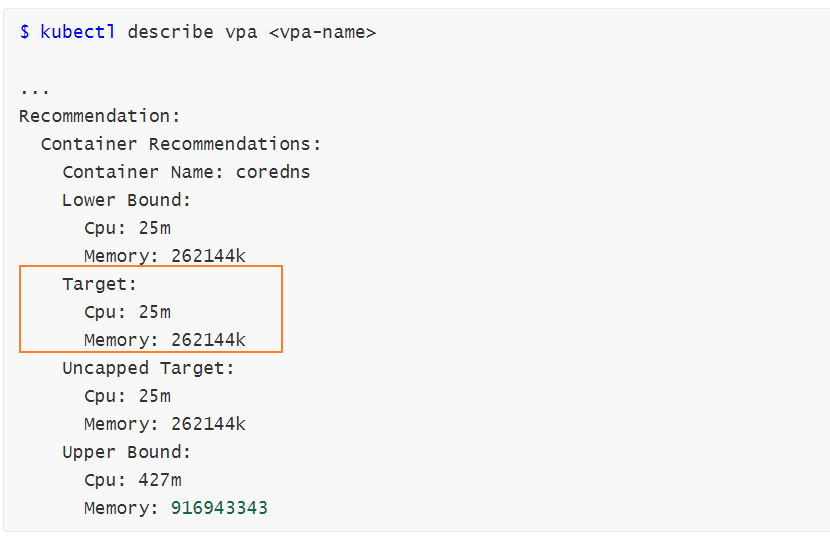 $ kubectl describe vpa <vpa-name>
...
Recommendation:
Container Recommendations:
Container Name: coredns
Lower Bound:
Cpu: 25m
Memory: 262144k
Target:
Cpu: 25m
Memory: 262144k
Uncapped Target:
Cpu: 25m
Memory: 262144k
Upper Bound:
Cpu: 427m
Memory: 916943343